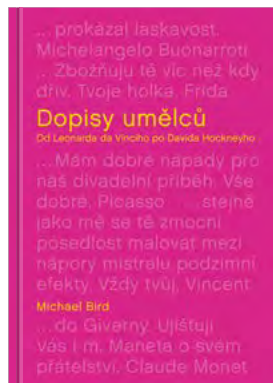 ... prokázal laskavost.
Michelangelo Buonarroti
... Zbožňuju tě víc než kdy
dřív. Tvoje holka, Frida
Dopisy umělců
Od Leonarda da Vinciho po Davida Hockneyho
...Mám dobré nápady pro
náš divadelní příběh. Vše
dobré, Picasso ...stejně
jako mě se tě zmocní
posedlost malovat mezi
nápory mistralu podzimní
efekty. Vždy tvůj, Vincent
Michael Bird
...do Giverny. Ujišťuji
Vás i m. Maneta o svém
přátelství. Claude Monet